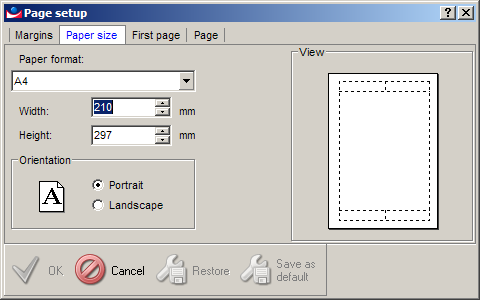 Page setup
Margins Paper size First page Page
Paper format:
A4
Width: 210 mm
Height: 297 mm
Orientation
A
Portrait
Landscape
View
OK Cancel Restore Save as
default